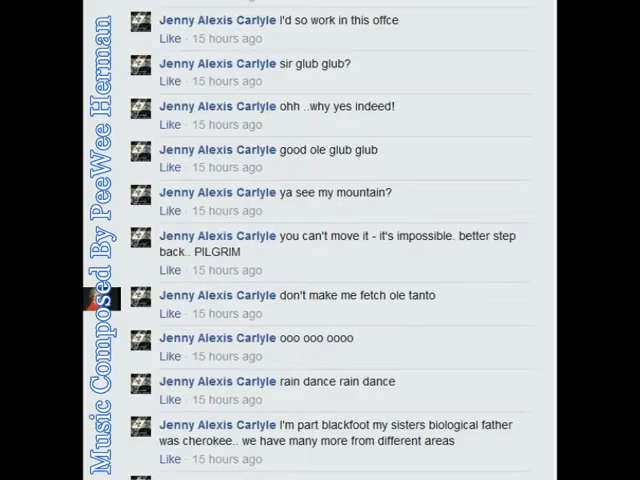 Jenny Alexis Carlyle I'd so work in this offce
Like · 15 hours ago
Jenny Alexis Carlyle sir glub glub?
Like · 15 hours ago
Jenny Alexis Carlyle ohh ..why yes indeed!
Like · 15 hours ago
Jenny Alexis Carlyle good ole glub glub
Like · 15 hours ago
Jenny Alexis Carlyle ya see my mountain?
Like · 15 hours ago
Jenny Alexis Carlyle you can't move it - it's impossible. better step
back.. PILGRIM
Like · 15 hours ago
Jenny Alexis Carlyle don't make me fetch ole tanto
Like · 15 hours ago
Jenny Alexis Carlyle ooo ooo oooo
Like · 15 hours ago
Jenny Alexis Carlyle rain dance rain dance
Like · 15 hours ago
Jenny Alexis Carlyle I'm part blackfoot my sisters biological father
was cherokee.. we have many more from different areas
Like · 15 hours ago
Music Composed By PeeWee Herman